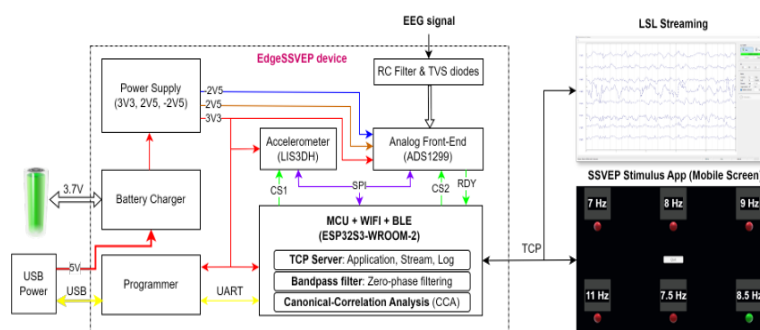 EEG signal
LSL Streaming
EdgeSSVEP device
Power Supply
(3V3, 2V5, -2V5)
-2V5
2V5
3V3
RC Filter & TVS diodes
Accelerometer
(LIS3DH)
Analog Front-End
(ADS1299)
CS1
SPI
CS2
RDY
3.7V
Battery Charger
SSVEP Stimulus App (Mobile Screen)
7 Hz
8 Hz
9 Hz
11 Hz
7.5 Hz
8.5 Hz
MCU + WIFI + BLE
(ESP32S3-WROOM-2)
TCP Server: Application, Stream, Log
Bandpass filter: Zero-phase filtering
Canonical-Correlation Analysis (CCA)
TCP
5V
USB
Power
USB
Programmer
UART